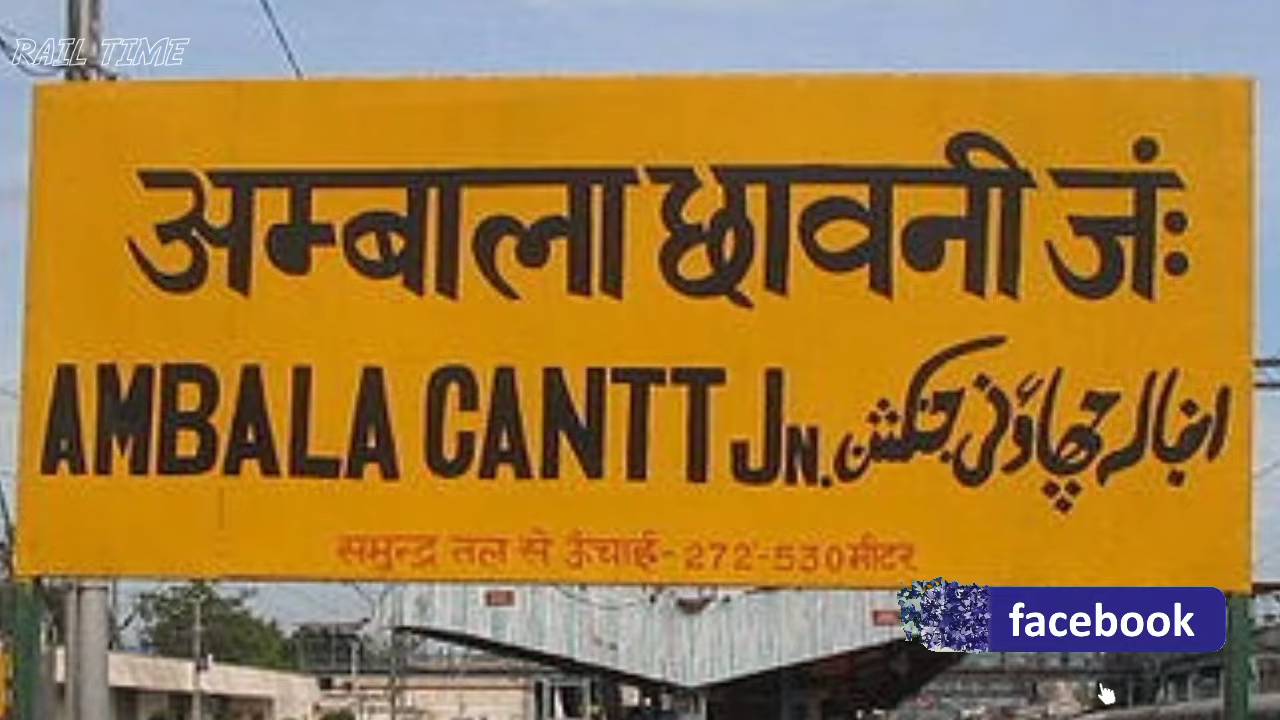 RAIL TIME
अम्बाला छावनी जं:
AMBALA CANTT JN. انبالہ چھاؤنی جنکشن
समुन्द्र तल से ऊंचाई-272-530मीटर
facebook